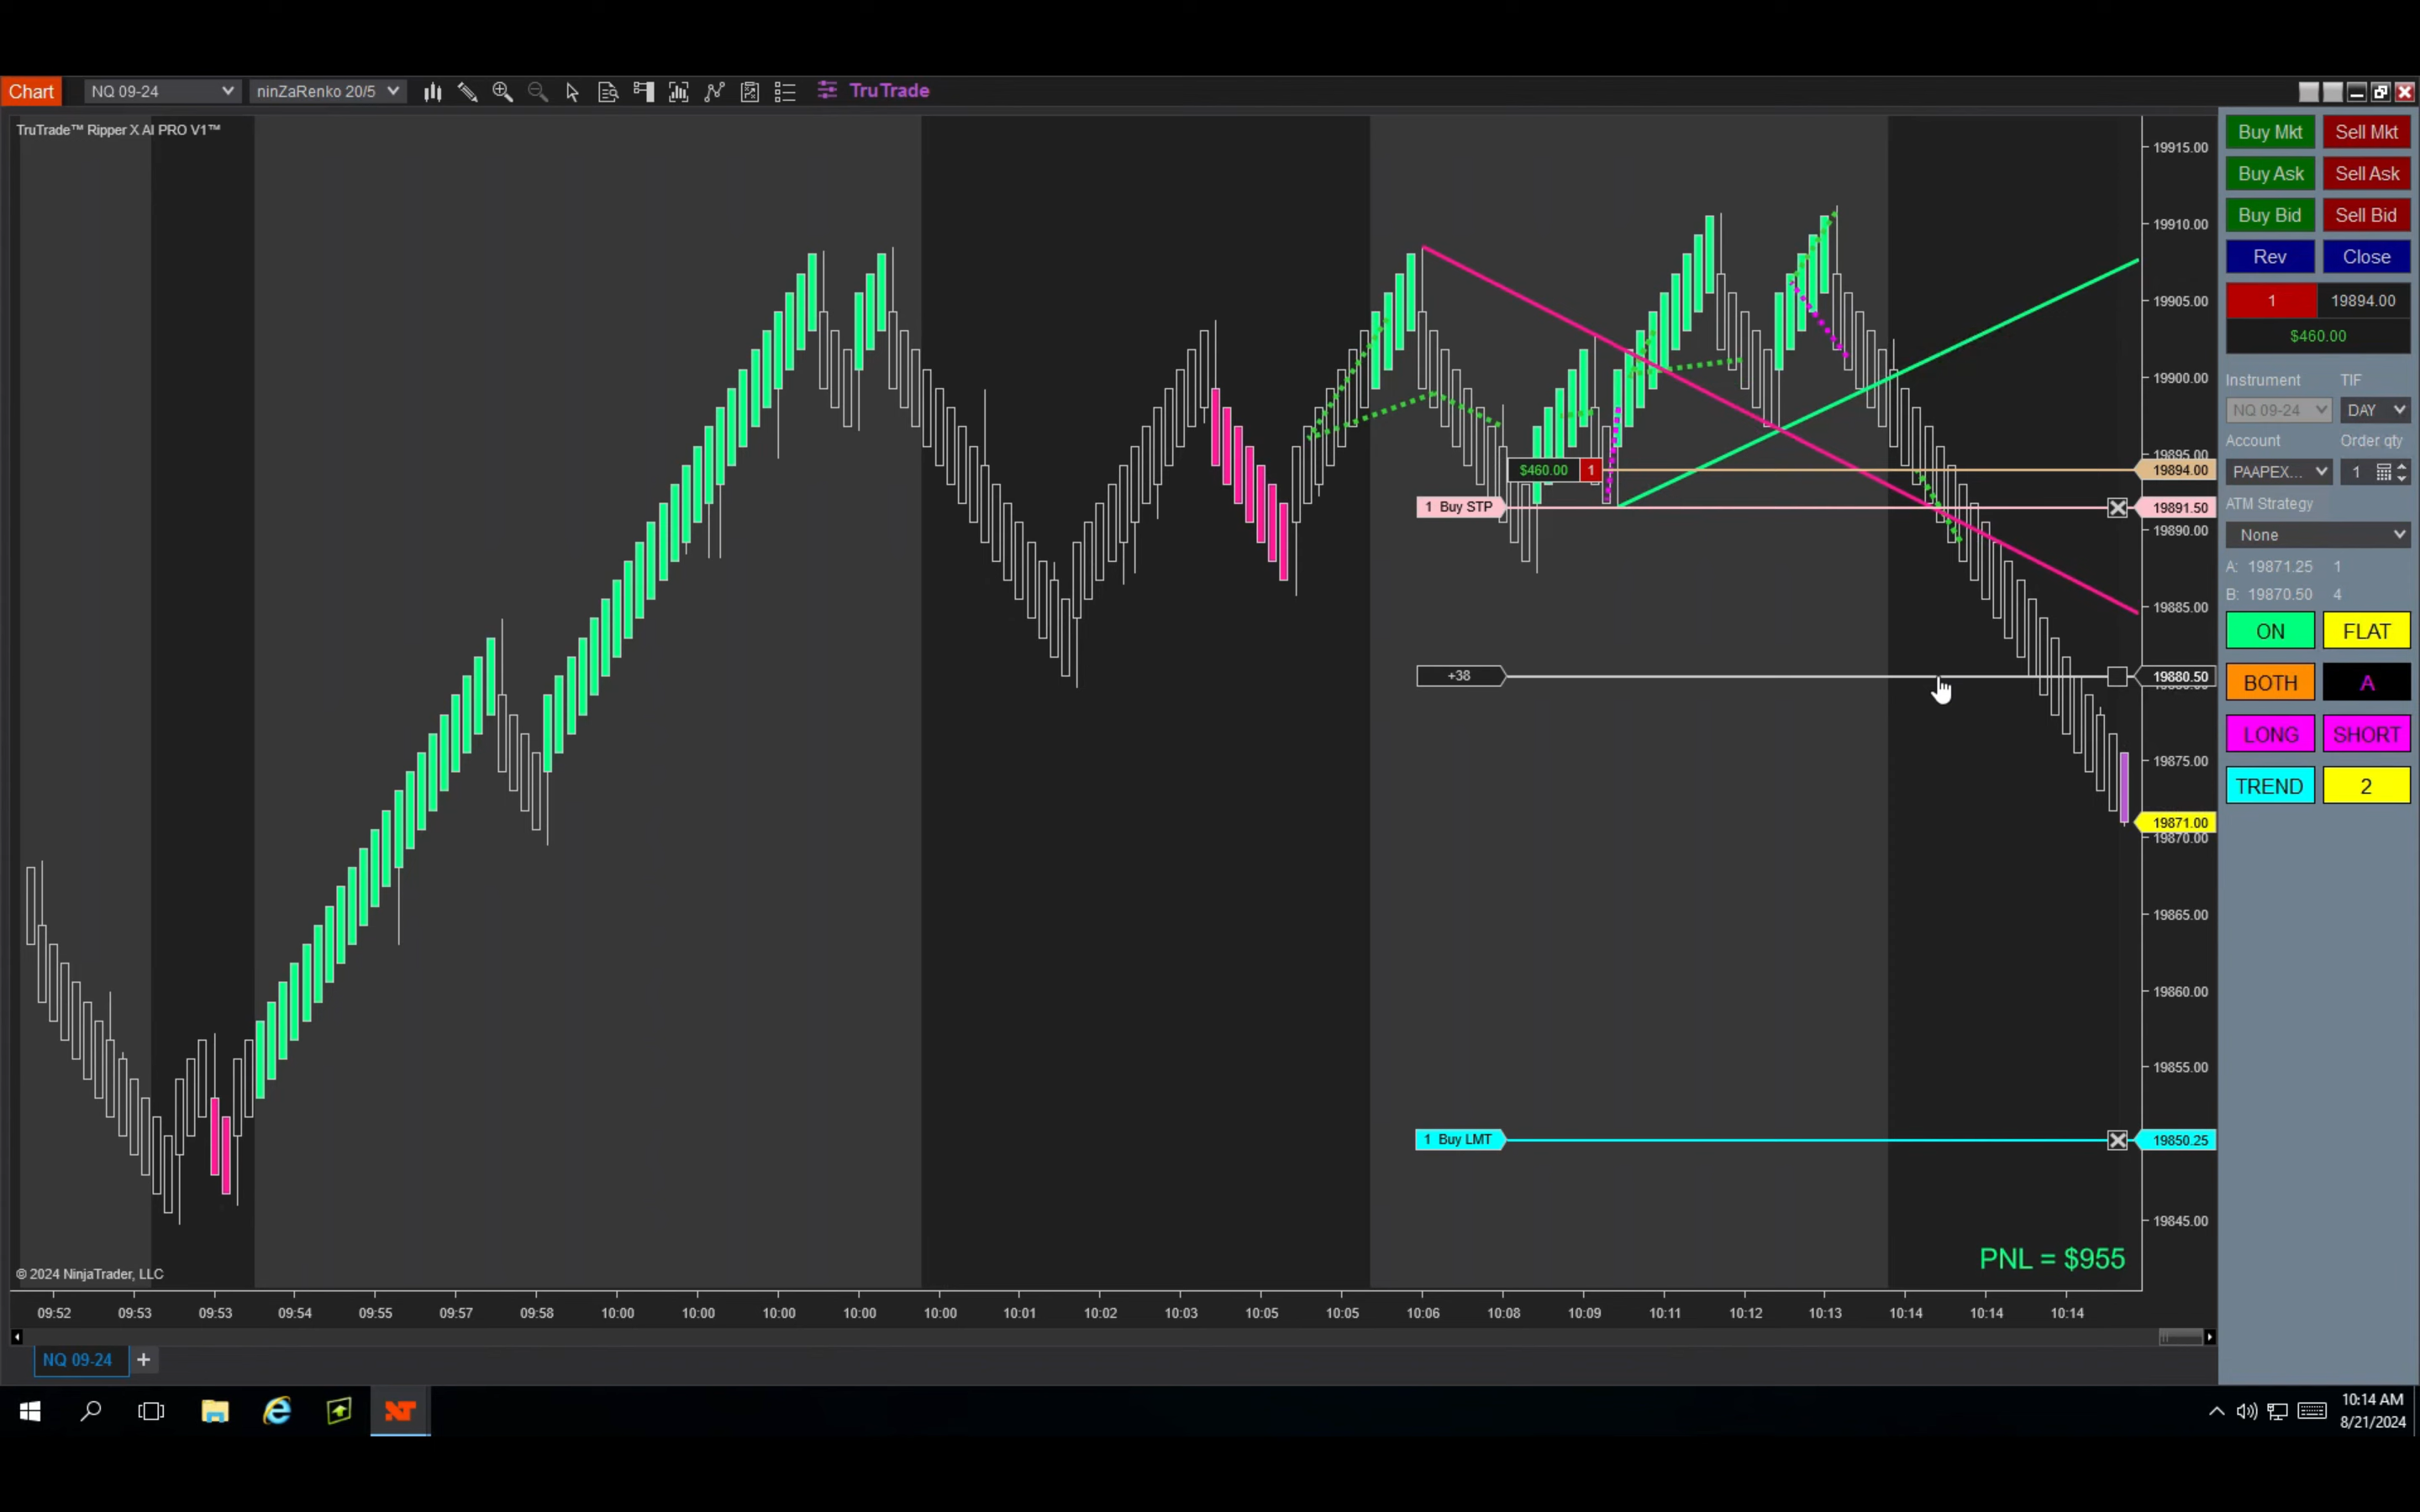 Chart NQ 09-24 ninZaRenko 20/5 TruTrade
TruTrade™ Ripper X AI PRO V1™
19915.00
19910.00
19905.00
19900.00
19895.00
19894.00
19891.50
19890.00
19885.00
19880.50
19875.00
19871.00
19870.00
19865.00
19860.00
19855.00
19850.25
19845.00
$460.00 1
1 Buy STP
+38
1 Buy LMT
PNL = $955
© 2024 NinjaTrader, LLC
09:52 09:53 09:53 09:54 09:55 09:57 09:58 10:00 10:00 10:00 10:00 10:00 10:01 10:02 10:03 10:05 10:05 10:06 10:08 10:09 10:11 10:12 10:13 10:14 10:14 10:14
NQ 09-24 +
Buy Mkt Sell Mkt
Buy Ask Sell Ask
Buy Bid Sell Bid
Rev Close
1 19894.00
$460.00
Instrument TIF
NQ 09-24 DAY
Account Order qty
PAAPEX... 1
ATM Strategy
None
A: 19871.25 1
B: 19870.50 4
ON FLAT
BOTH A
LONG SHORT
TREND 2
10:14 AM
8/21/2024